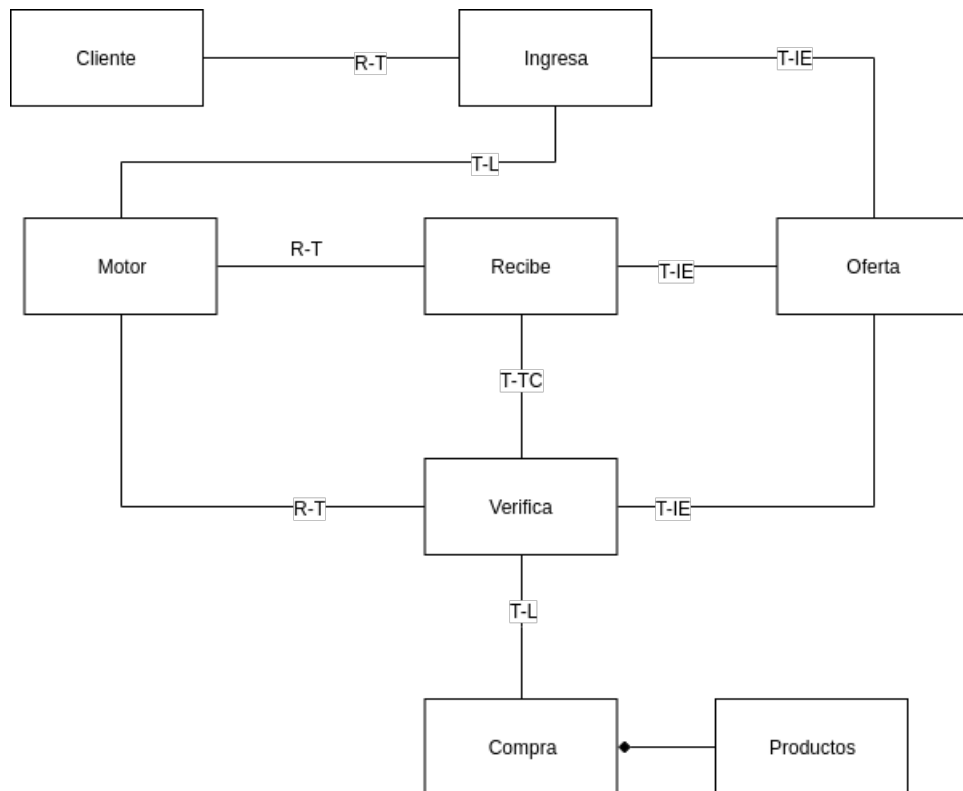 Cliente
R-T
Ingresa
T-IE
T-L
Motor
R-T
Recibe
T-IE
Oferta
T-TC
R-T
Verifica
T-IE
T-L
Compra
Productos